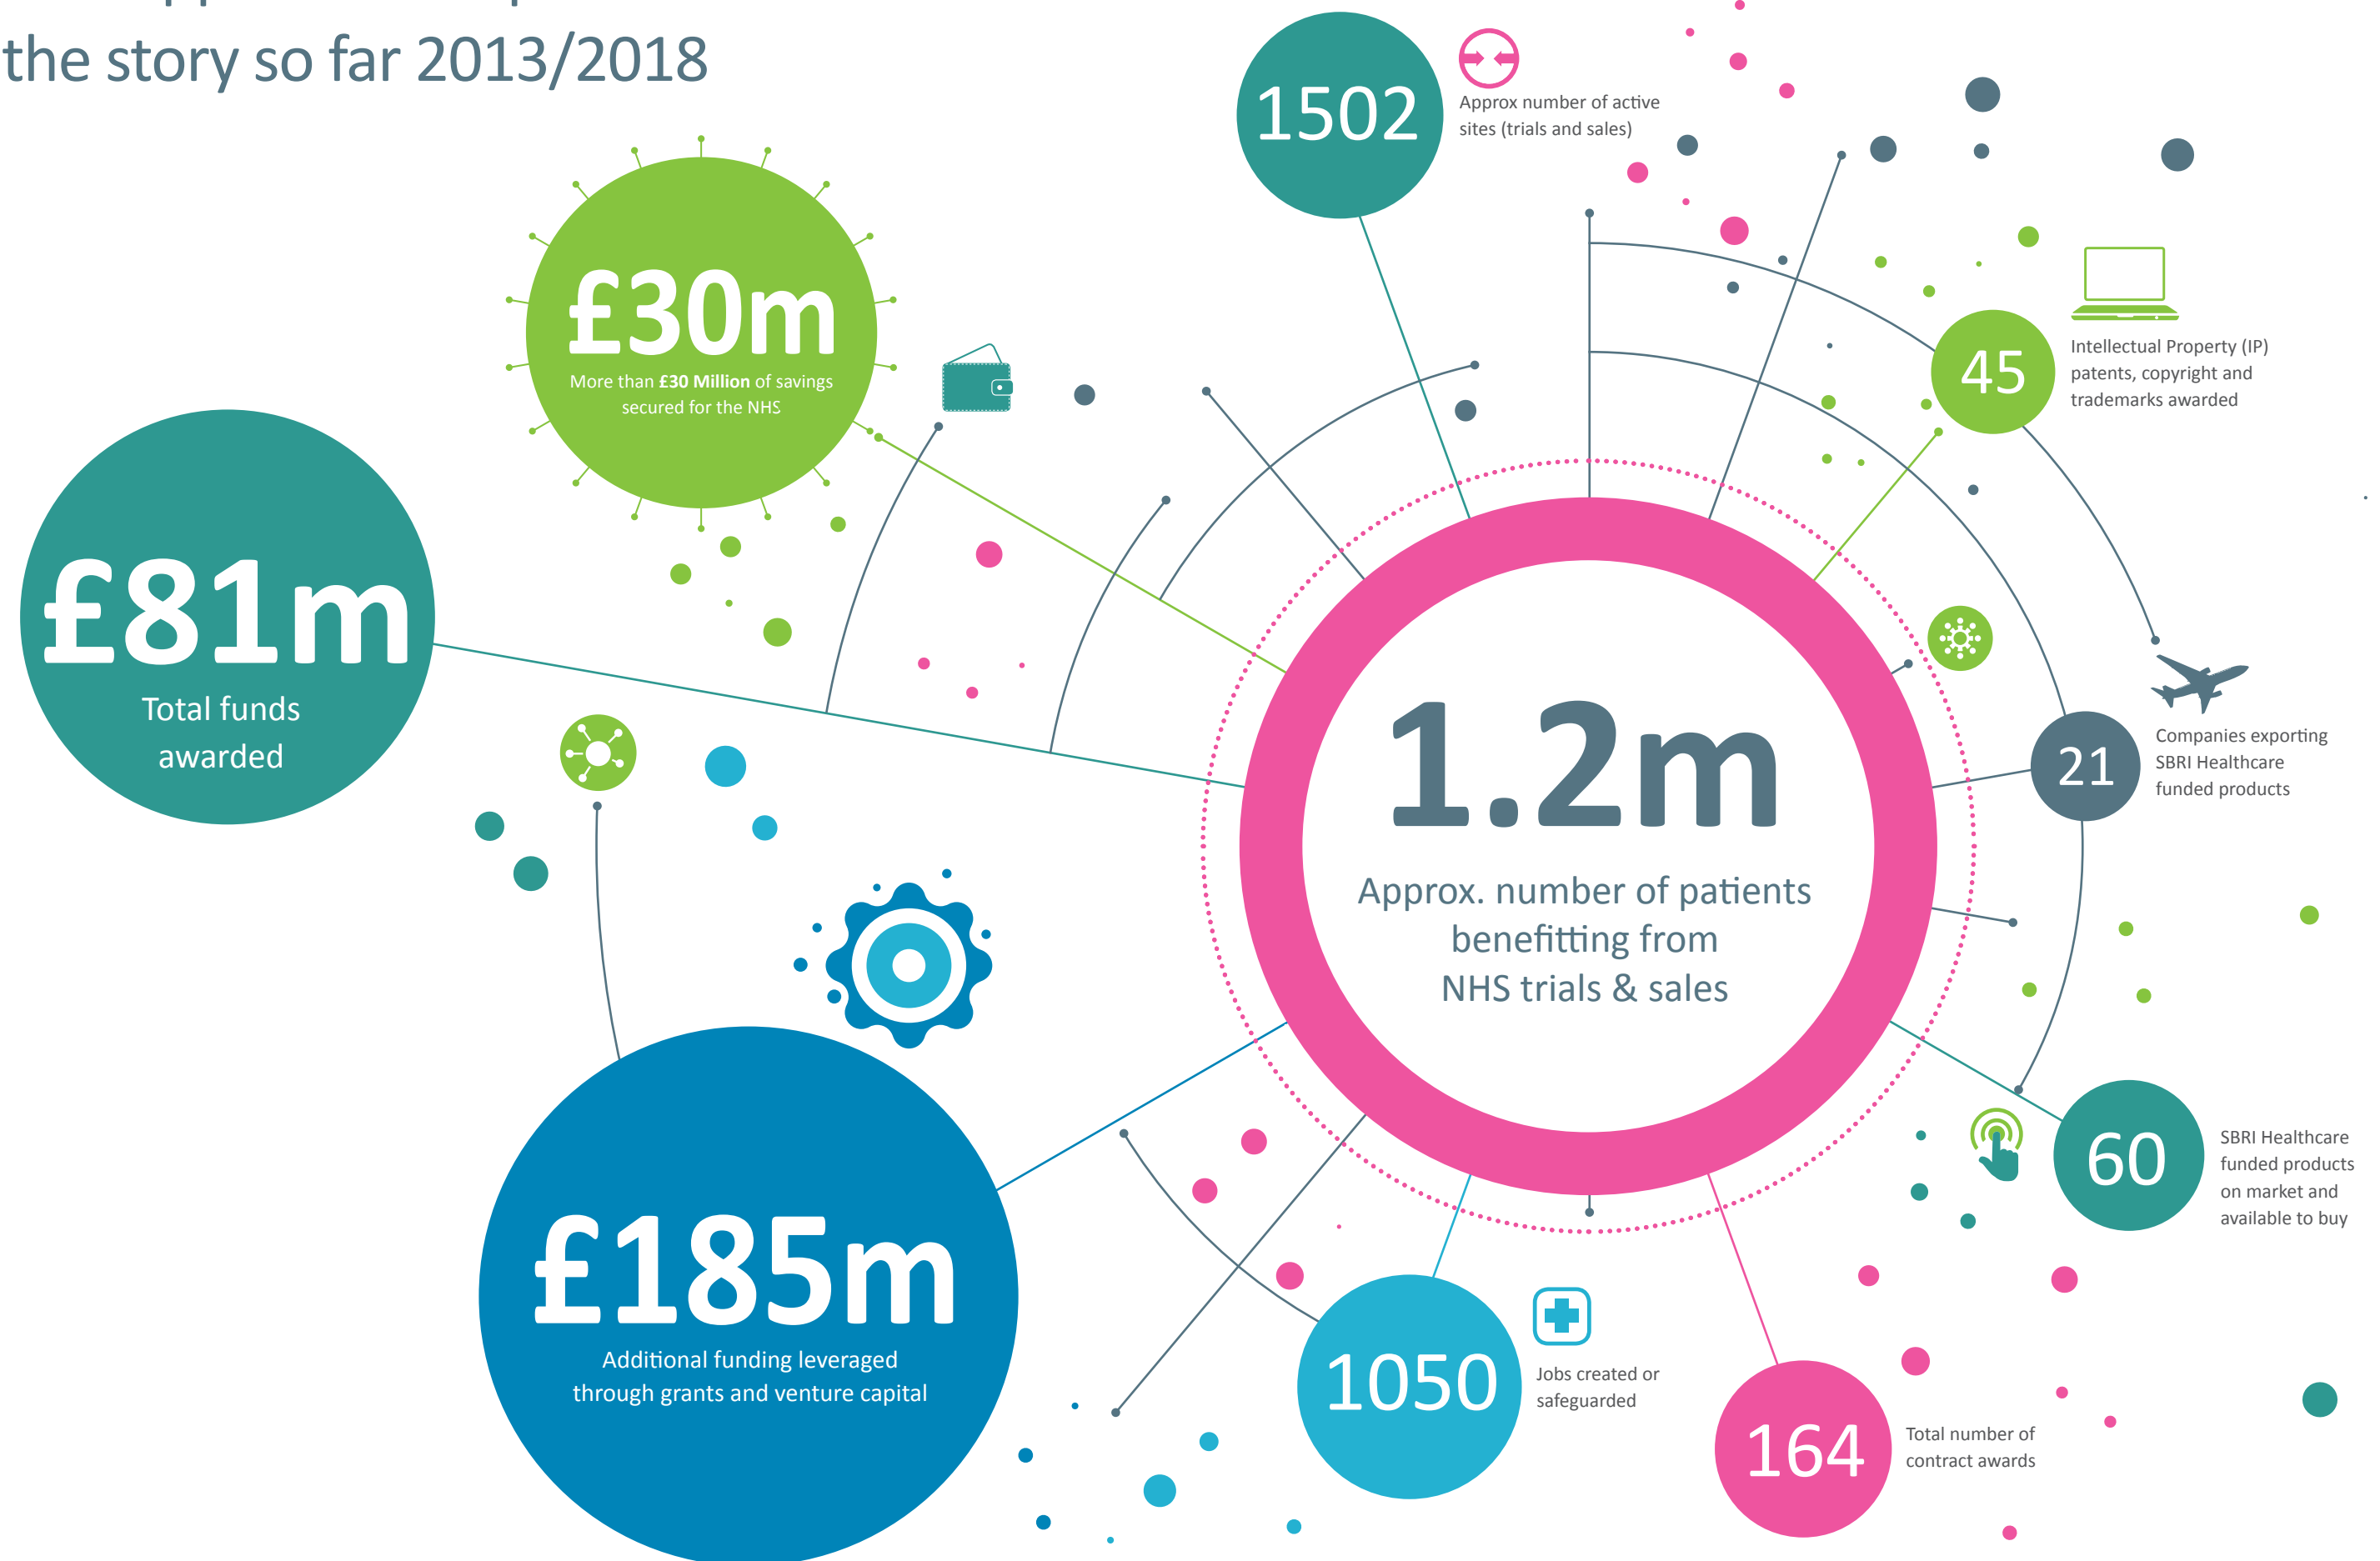 the story so far 2013/2018
1502
Approx number of active
sites (trials and sales)
£30m
More than £30 Million of savings
secured for the NHS
45
Intellectual Property (IP)
patents, copyright and
trademarks awarded
£81m
Total funds
awarded
1.2m
Approx. number of patients
benefitting from
NHS trials & sales
21
Companies exporting
SBRI Healthcare
funded products
60
SBRI Healthcare
funded products
on market and
available to buy
£185m
Additional funding leveraged
through grants and venture capital
1050
Jobs created or
safeguarded
164
Total number of
contract awards